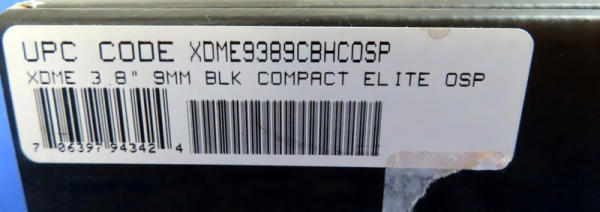 UPC CODE XDME9389CBHCOSP
XDME 3.8" 9MM BLK COMPACT ELITE OSP
7 06397 94342 4